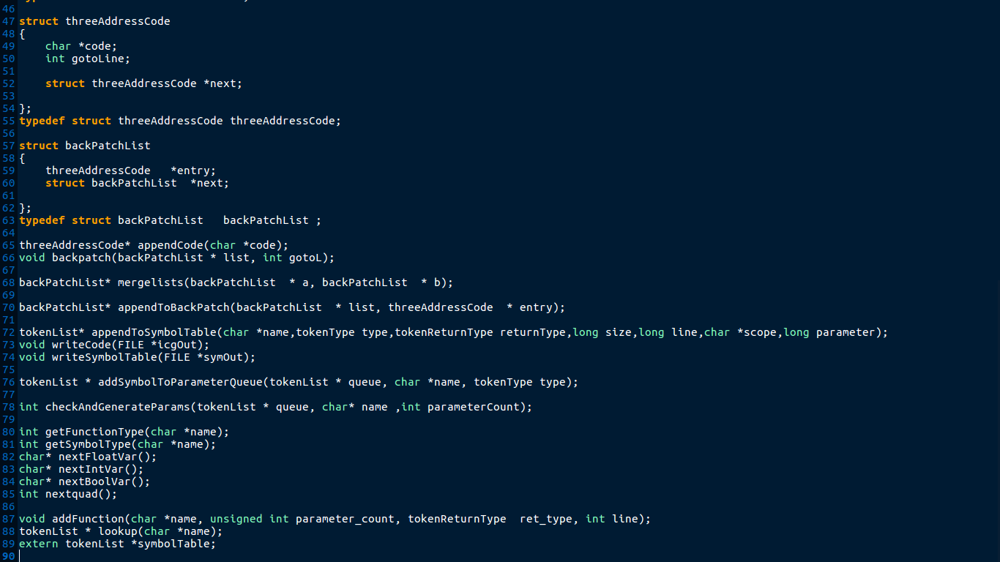 46
47 struct threeAddressCode
48 {
49     char *code;
50     int gotoLine;
51
52     struct threeAddressCode *next;
53
54 };
55 typedef struct threeAddressCode threeAddressCode;
56
57 struct backPatchList
58 {
59     threeAddressCode   *entry;
60     struct backPatchList  *next;
61
62 };
63 typedef struct backPatchList   backPatchList ;
64
65 threeAddressCode* appendCode(char *code);
66 void backpatch(backPatchList * list, int gotoL);
67
68 backPatchList* mergelists(backPatchList  * a, backPatchList  * b);
69
70 backPatchList* appendToBackPatch(backPatchList  * list, threeAddressCode  * entry);
71
72 tokenList* appendToSymbolTable(char *name,tokenType type,tokenReturnType returnType,long size,long line,char *scope,long parameter);
73 void writeCode(FILE *icgOut);
74 void writeSymbolTable(FILE *symOut);
75
76 tokenList * addSymbolToParameterQueue(tokenList * queue, char *name, tokenType type);
77
78 int checkAndGenerateParams(tokenList * queue, char* name ,int parameterCount);
79
80 int getFunctionType(char *name);
81 int getSymbolType(char *name);
82 char* nextFloatVar();
83 char* nextIntVar();
84 char* nextBoolVar();
85 int nextquad();
86
87 void addFunction(char *name, unsigned int parameter_count, tokenReturnType  ret_type, int line);
88 tokenList * lookup(char *name);
89 extern tokenList *symbolTable;
90